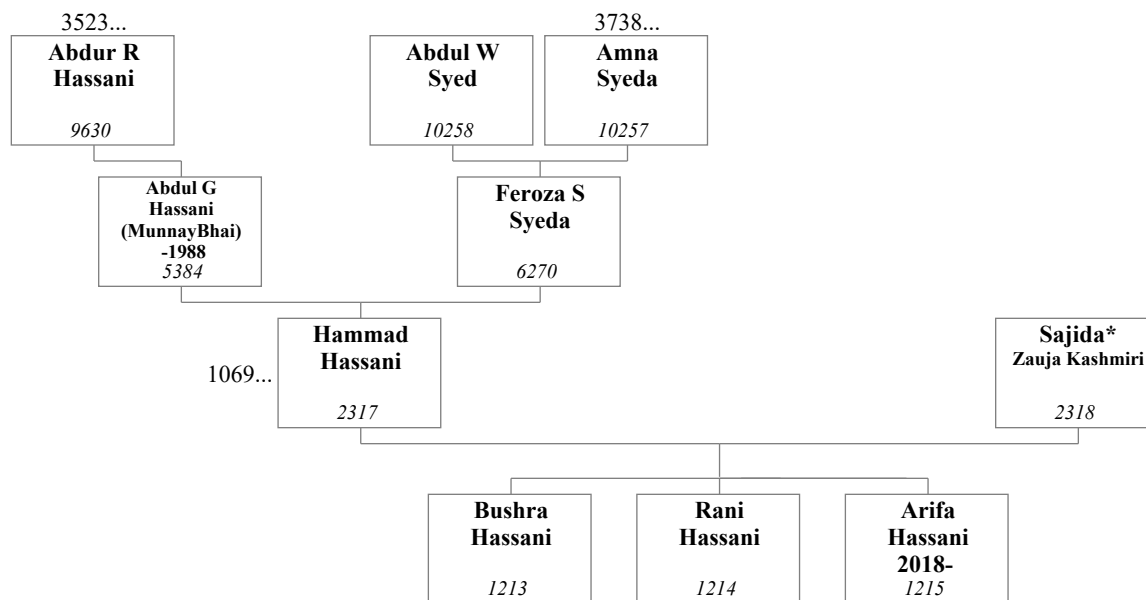 3523...
Abdur R
Hassani
9630
Abdul W
Syed
10258
3738...
Amna
Syeda
10257
Abdul G
Hassani
(MunnayBhai)
-1988
5384
Feroza S
Syeda
6270
1069...
Hammad
Hassani
2317
Sajida*
Zauja Kashmiri
2318
Bushra
Hassani
1213
Rani
Hassani
1214
Arifa
Hassani
2018-
1215